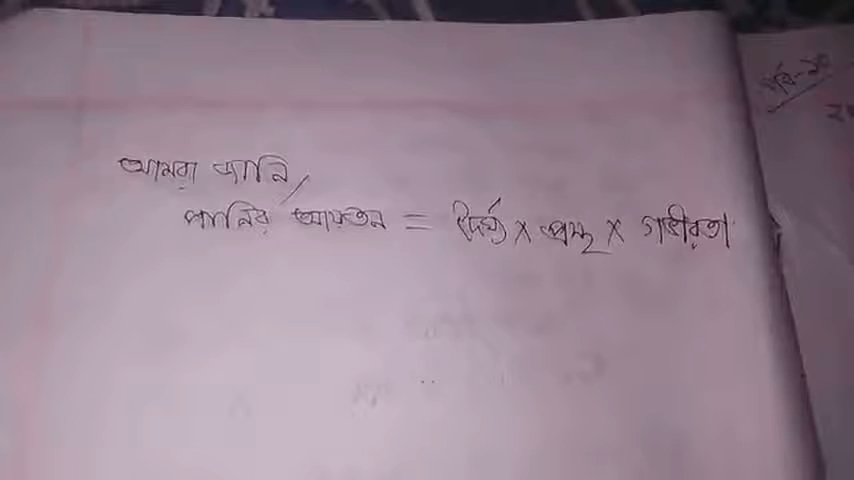 আমরা জানি,
পানির আয়তন = দৈর্ঘ্য × প্রস্থ × গভীরতা